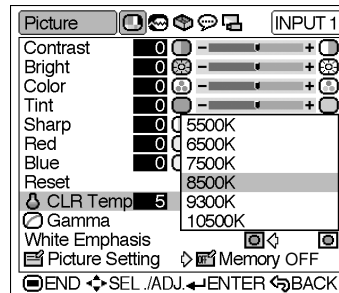 Picture INPUT 1
Contrast 0 - +
Bright 0 - +
Color 0 - +
Tint 0 - +
Sharp 0 5500K
Red 0 6500K
Blue 0 7500K
Reset 8500K
CLR Temp 5 9300K
Gamma 10500K
White Emphasis
Picture Setting Memory OFF
END SEL./ADJ. ENTER BACK